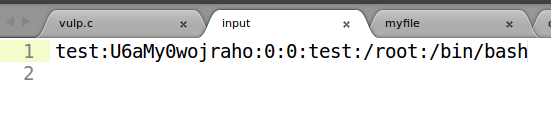 vulp.c
input
myfile
1 test:U6aMy0wojraho:0:0:test:/root:/bin/bash
2